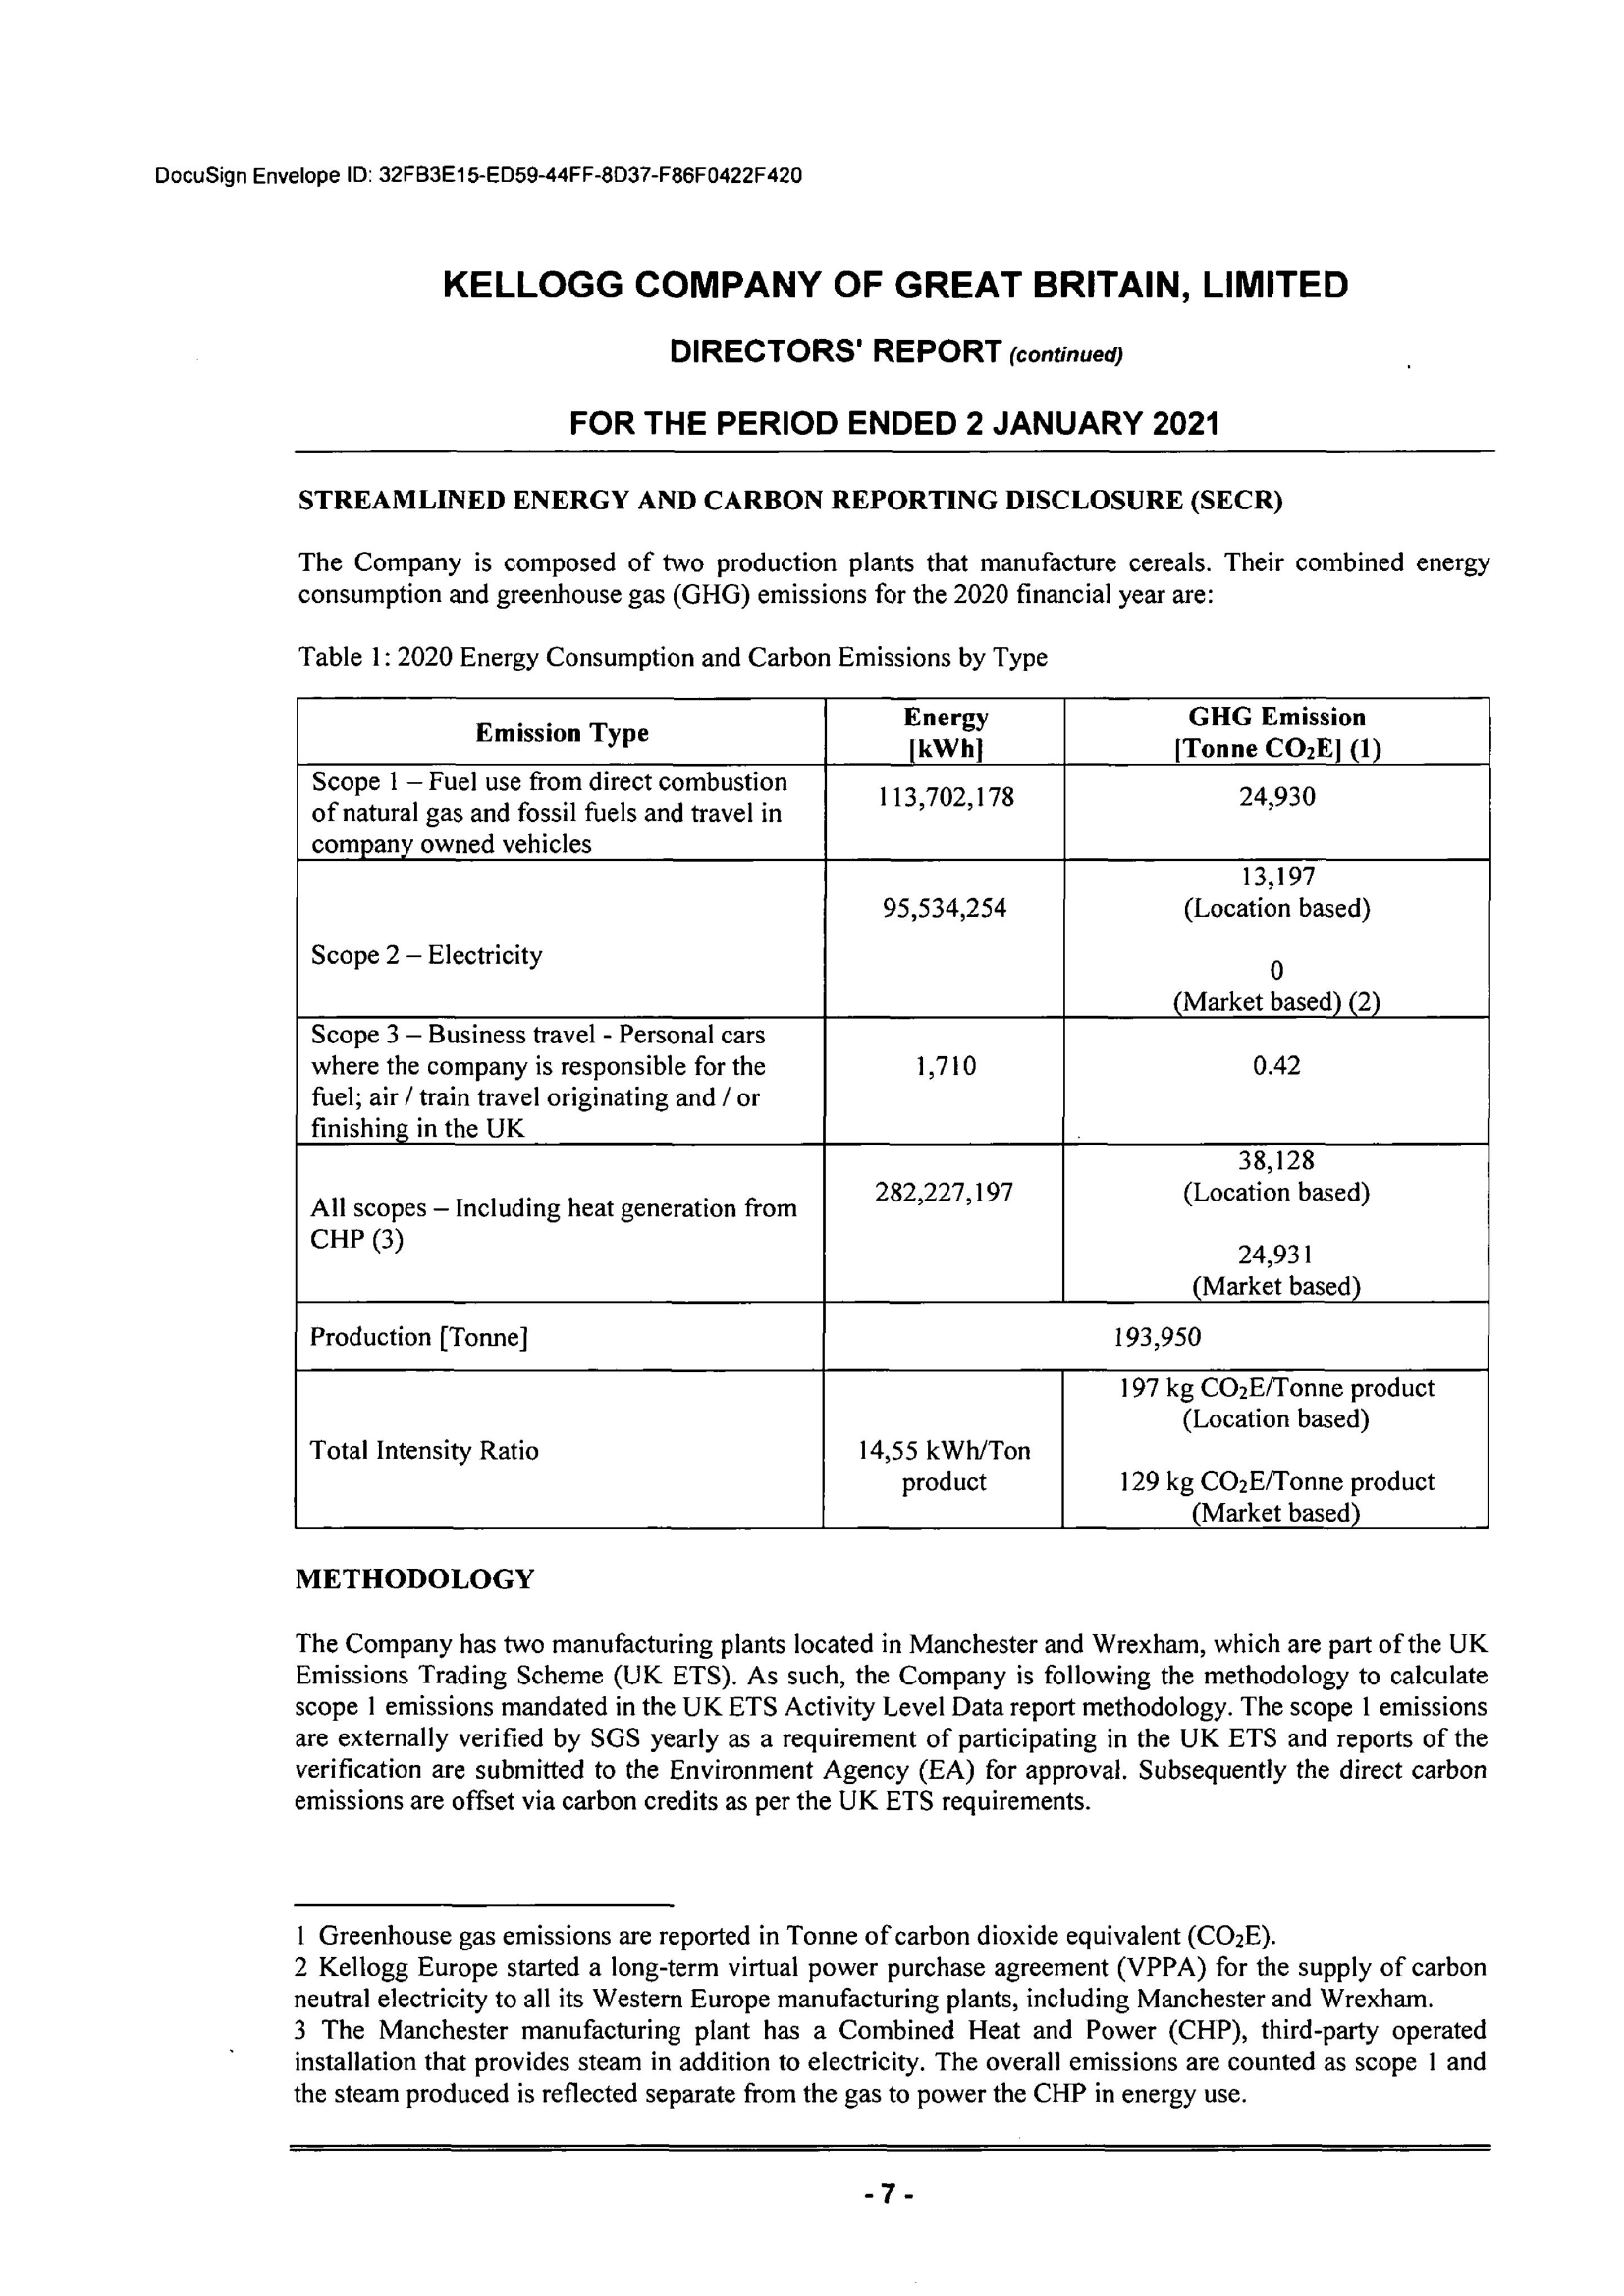 DocuSign Envelope ID: 32FB3E15-ED59-44FF-8D37-F86F0422F420
KELLOGG COMPANY OF GREAT BRITAIN, LIMITED
DIRECTORS' REPORT (continued)
FOR THE PERIOD ENDED 2 JANUARY 2021
STREAMLINED ENERGY AND CARBON REPORTING DISCLOSURE (SECR)
The Company is composed of two production plants that manufacture cereals. Their combined energy
consumption and greenhouse gas (GHG) emissions for the 2020 financial year are:
Table 1: 2020 Energy Consumption and Carbon Emissions by Type
Emission Type
Energy
[kWh]
GHG Emission
[Tonne CO₂E] (1)
Scope 1 – Fuel use from direct combustion
of natural gas and fossil fuels and travel in
company owned vehicles
113,702,178
24,930
Scope 2 – Electricity
95,534,254
13,197
(Location based)
0
(Market based) (2)
Scope 3 – Business travel - Personal cars
where the company is responsible for the
fuel; air / train travel originating and / or
finishing in the UK
1,710
0.42
All scopes – Including heat generation from
CHP (3)
282,227,197
38,128
(Location based)
24,931
(Market based)
Production [Tonne]
193,950
Total Intensity Ratio
14,55 kWh/Ton
product
197 kg CO₂E/Tonne product
(Location based)
129 kg CO₂E/Tonne product
(Market based)
METHODOLOGY
The Company has two manufacturing plants located in Manchester and Wrexham, which are part of the UK
Emissions Trading Scheme (UK ETS). As such, the Company is following the methodology to calculate
scope 1 emissions mandated in the UK ETS Activity Level Data report methodology. The scope 1 emissions
are externally verified by SGS yearly as a requirement of participating in the UK ETS and reports of the
verification are submitted to the Environment Agency (EA) for approval. Subsequently the direct carbon
emissions are offset via carbon credits as per the UK ETS requirements.
1 Greenhouse gas emissions are reported in Tonne of carbon dioxide equivalent (CO₂E).
2 Kellogg Europe started a long-term virtual power purchase agreement (VPPA) for the supply of carbon
neutral electricity to all its Western Europe manufacturing plants, including Manchester and Wrexham.
3 The Manchester manufacturing plant has a Combined Heat and Power (CHP), third-party operated
installation that provides steam in addition to electricity. The overall emissions are counted as scope 1 and
the steam produced is reflected separate from the gas to power the CHP in energy use.
- 7 -